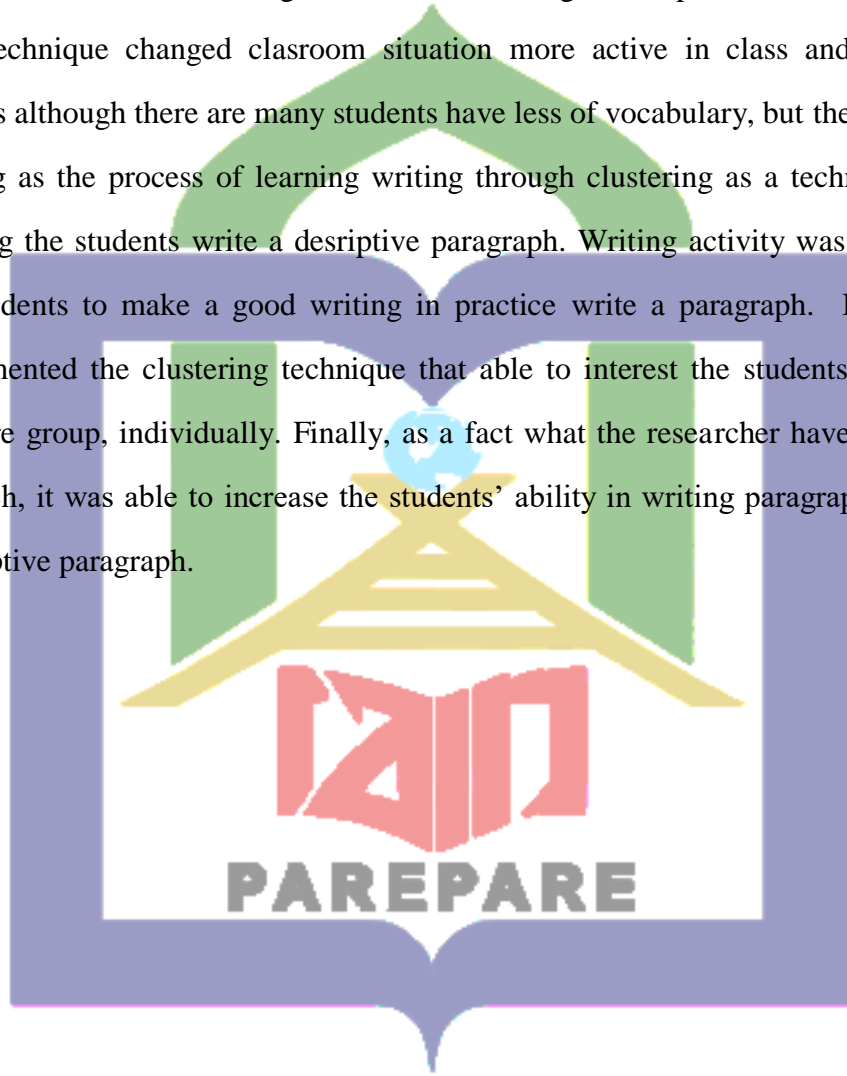 echnique changed clasroom situation more active in class and
s although there are many students have less of vocabulary, but the
g as the process of learning writing through clustering as a techn
g the students write a desriptive paragraph. Writing activity was
dents to make a good writing in practice write a paragraph.
nented the clustering technique that able to interest the students
e group, individually. Finally, as a fact what the researcher have
h, it was able to increase the students’ ability in writing paragrap
ptive paragraph.
PAREPARE